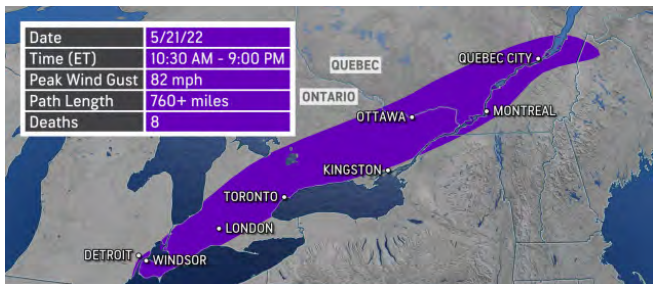 Date 5/21/22
Time (ET) 10:30 AM - 9:00 PM
Peak Wind Gust 82 mph
Path Length 760+ miles
Deaths 8
QUEBEC CITY
QUEBEC
ONTARIO
OTTAWA
MONTREAL
KINGSTON
TORONTO
LONDON
DETROIT
WINDSOR